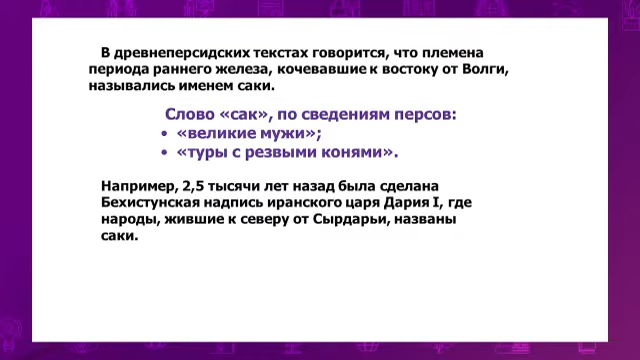 В древнеперсидских текстах говорится, что племена
периода раннего железа, кочевавшие к востоку от Волги,
назывались именем саки.
Слово «сак», по сведениям персов:
• «великие мужи»;
• «туры с резвыми конями».
Например, 2,5 тысячи лет назад была сделана
Бехистунская надпись иранского царя Дария I, где
народы, жившие к северу от Сырдарьи, названы
саки.